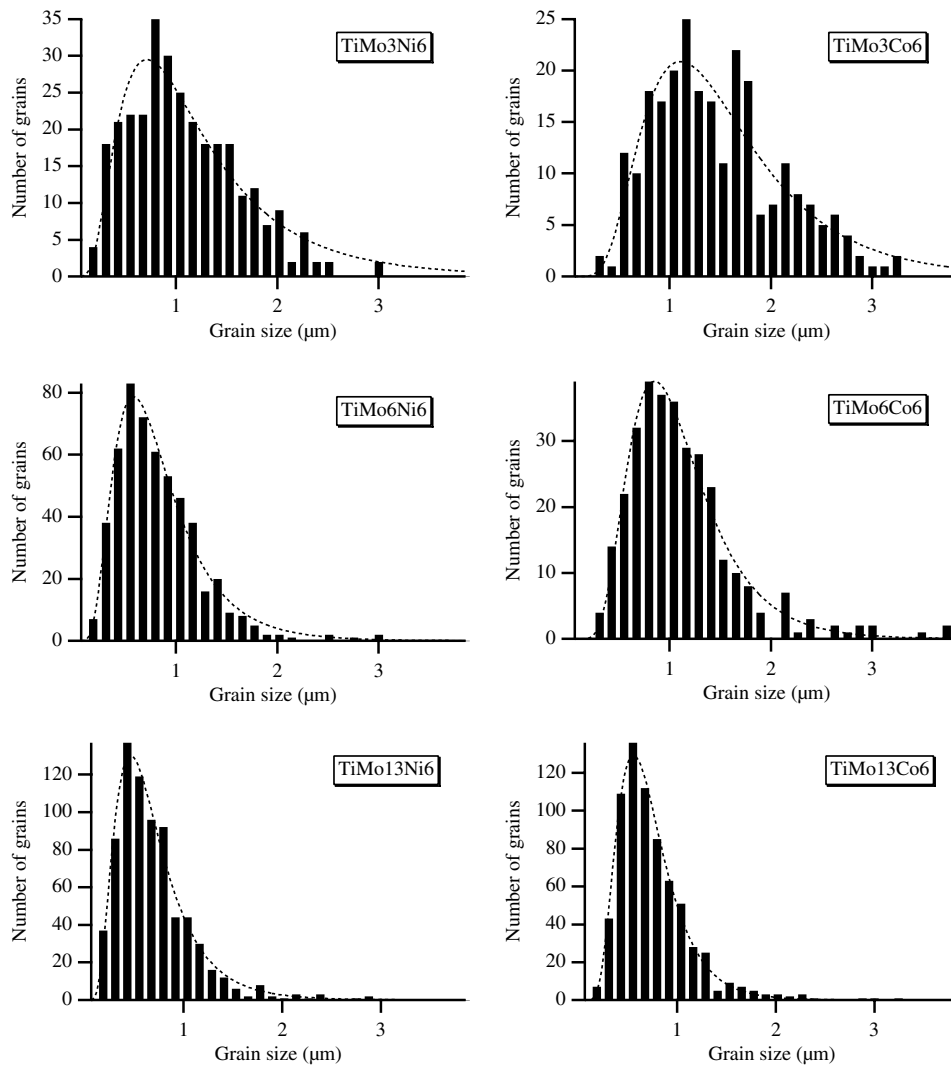 TiMo3Ni6
Number of grains
35
30
25
20
15
10
5
0
1 2 3
Grain size (µm)
TiMo3Co6
Number of grains
25
20
15
10
5
0
1 2 3
Grain size (µm)
TiMo6Ni6
Number of grains
80
60
40
20
0
1 2 3
Grain size (µm)
TiMo6Co6
Number of grains
30
20
10
0
1 2 3
Grain size (µm)
TiMo13Ni6
Number of grains
120
100
80
60
40
20
0
1 2 3
Grain size (µm)
TiMo13Co6
Number of grains
120
100
80
60
40
20
0
1 2 3
Grain size (µm)